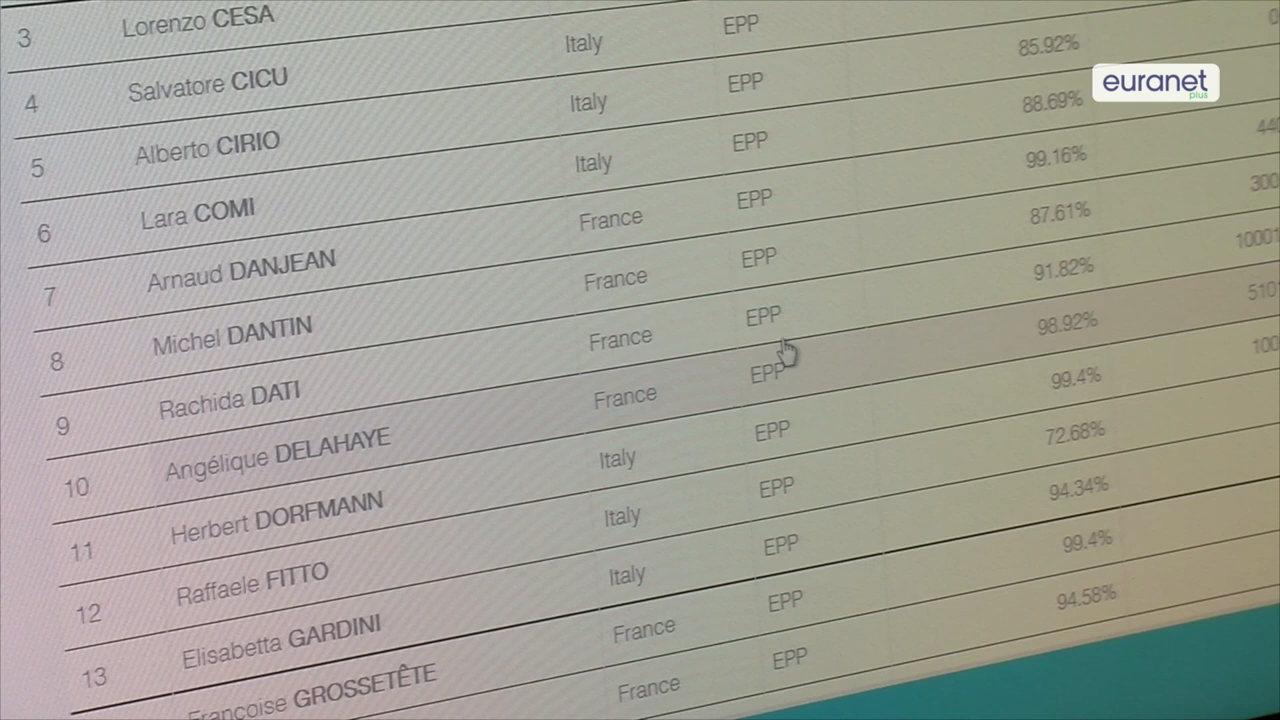 3 Lorenzo CESA
4 Salvatore CICU Italy EPP
5 Alberto CIRIO Italy EPP 85.92%
6 Lara COMI Italy EPP 88.69%
7 Arnaud DANJEAN France EPP 99.16%
8 Michel DANTIN France EPP 87.61% 300
9 Rachida DATI France EPP 91.82% 10001
10 Angélique DELAHAYE France EPP 98.92% 510
11 Herbert DORFMANN Italy EPP 99.4% 100
12 Raffaele FITTO Italy EPP 72.68%
13 Elisabetta GARDINI Italy EPP 94.34%
Françoise GROSSETÊTE France EPP 99.4%
France EPP 94.58%
euranet
plus